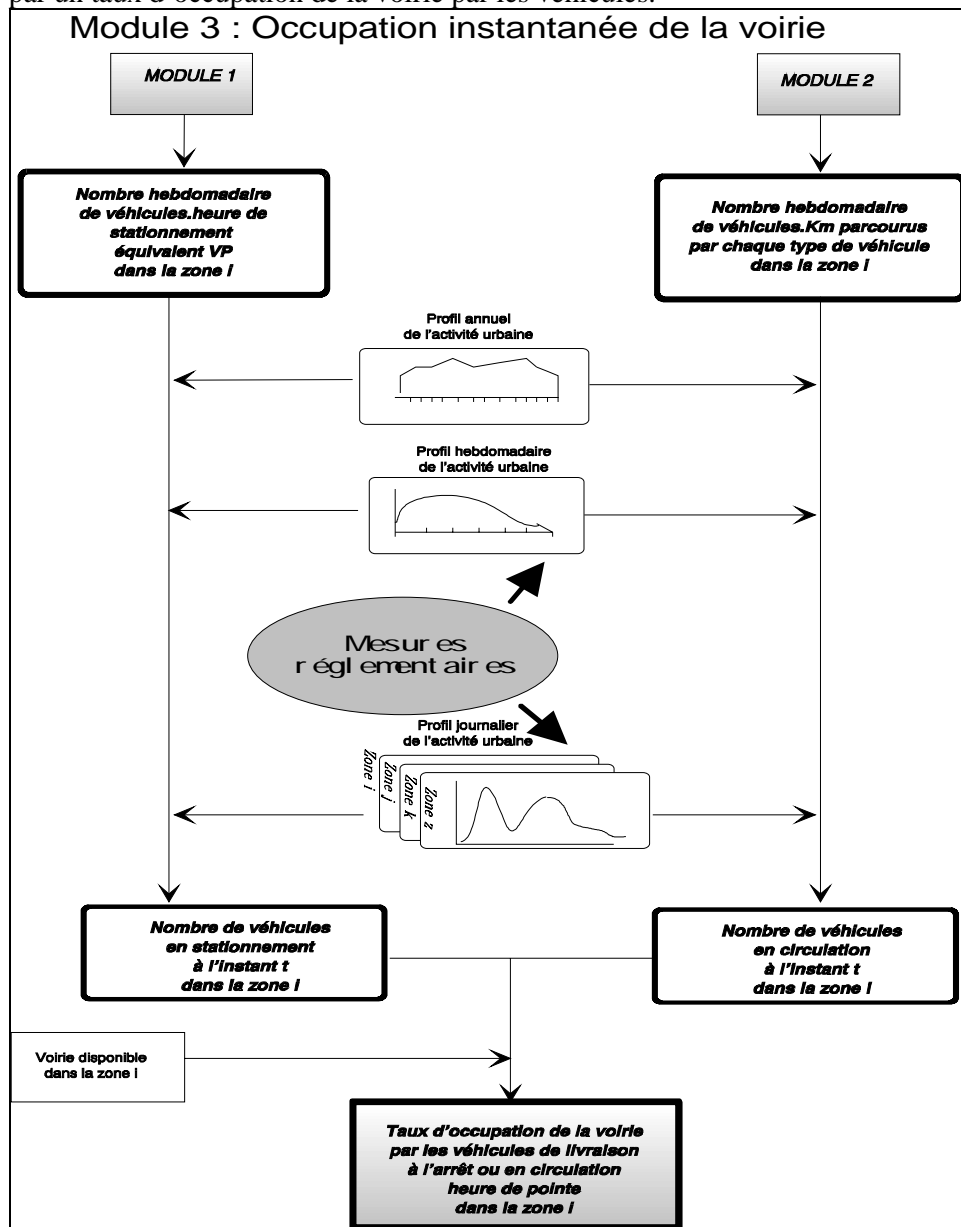 par un taux d'occupation de la voirie par les véhicules.
Module 3 : Occupation instantanée de la voirie
MODULE 1
MODULE 2
Nombre hebdomadaire
de véhicules.heure de
stationnement
équivalent VP
dans la zone i
Nombre hebdomadaire
de véhicules.Km parcourus
par chaque type de véhicule
dans la zone i
Profil annuel
de l'activité urbaine
Profil hebdomadaire
de l'activité urbaine
Mesures
réglementaires
Profil journalier
de l'activité urbaine
Zone i
Zone j
Zone k
Zone z
Nombre de véhicules
en stationnement
à l'instant t
dans la zone i
Nombre de véhicules
en circulation
à l'instant t
dans la zone i
Voirie disponible
dans la zone i
Taux d'occupation de la voirie
par les véhicules de livraison
à l'arrêt ou en circulation
heure de pointe
dans la zone i